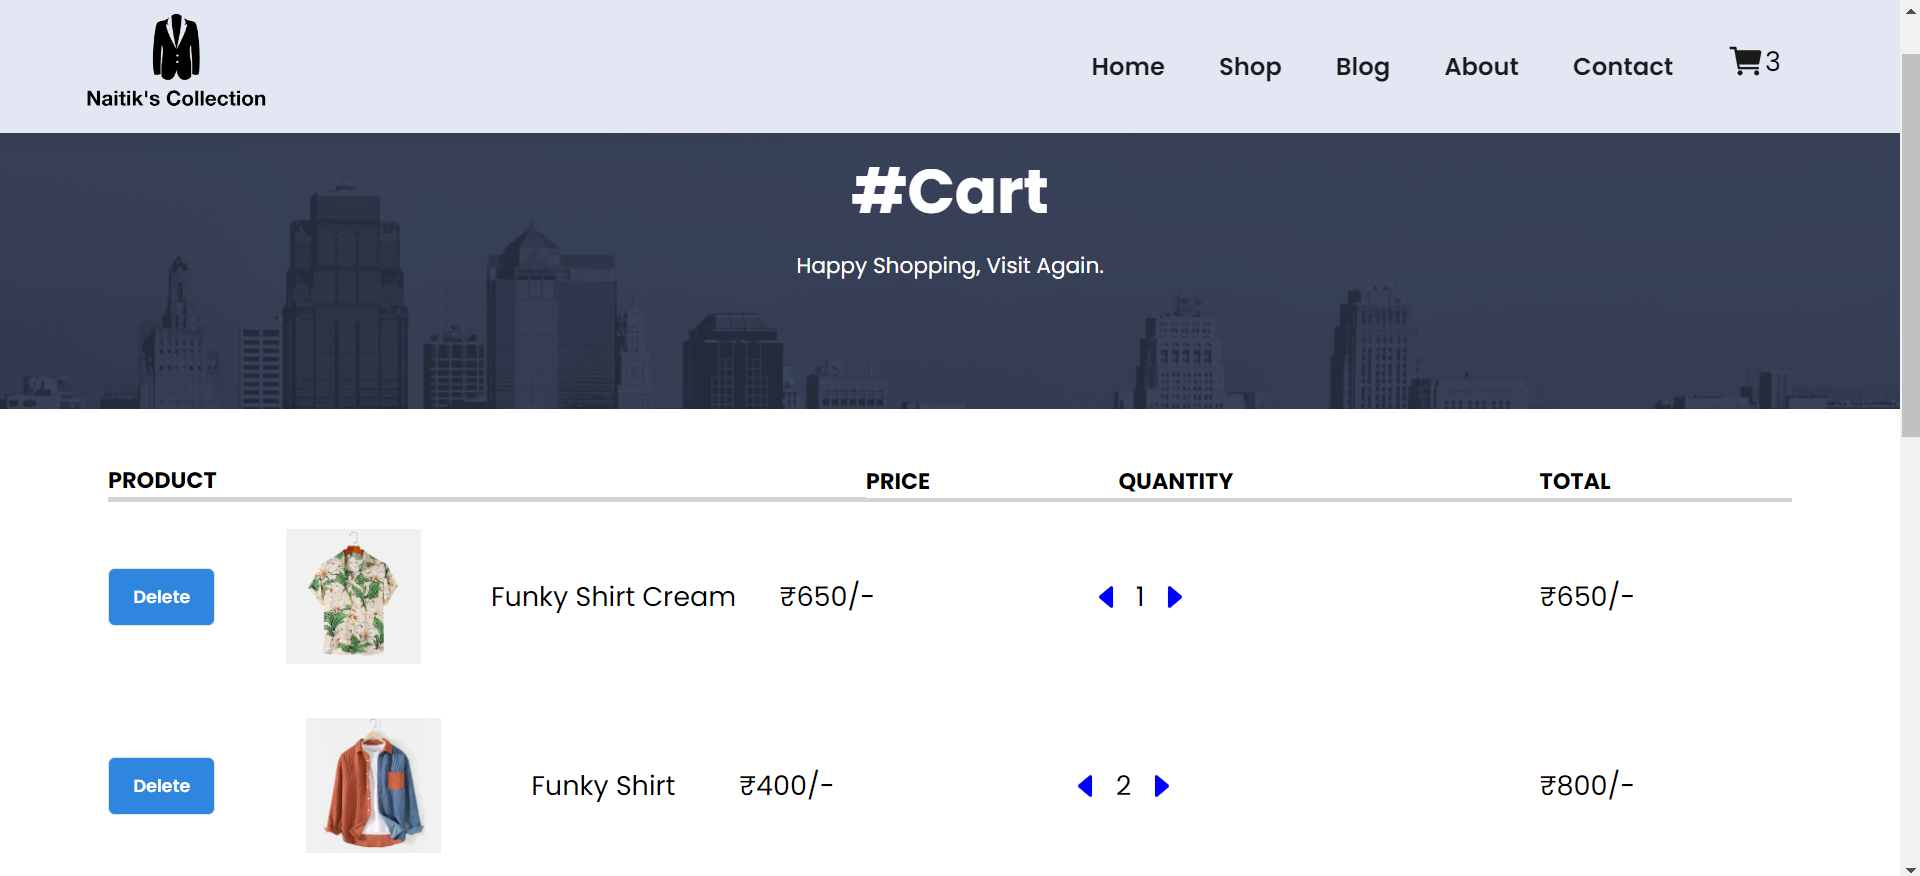 Naitik's Collection
Home Shop Blog About Contact 3
#Cart
Happy Shopping, Visit Again.
PRODUCT PRICE QUANTITY TOTAL
Delete Funky Shirt Cream ₹650/- 1 ₹650/-
Delete Funky Shirt ₹400/- 2 ₹800/-